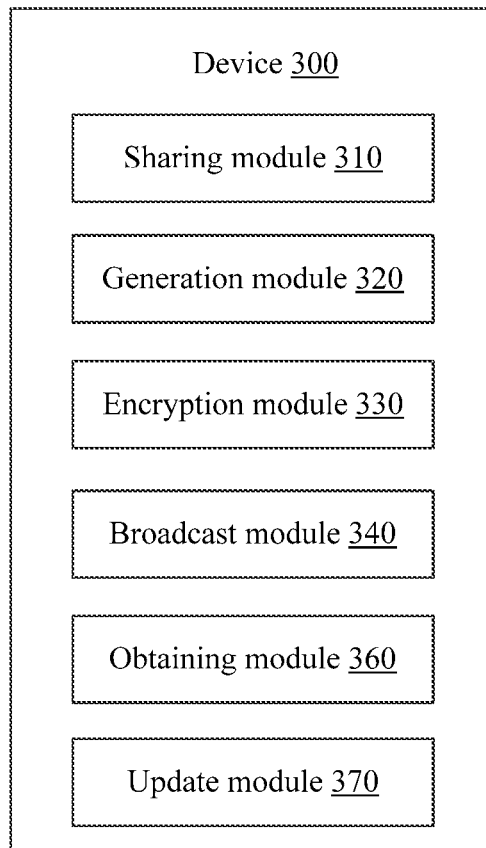 Device 300
Sharing module 310
Generation module 320
Encryption module 330
Broadcast module 340
Obtaining module 360
Update module 370